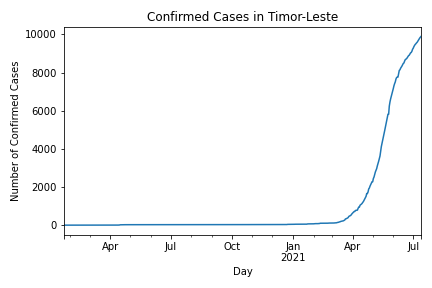 Confirmed Cases in Timor-Leste
Number of Confirmed Cases
10000
8000
6000
4000
2000
0
Apr Jul Oct Jan Apr Jul
2021
Day